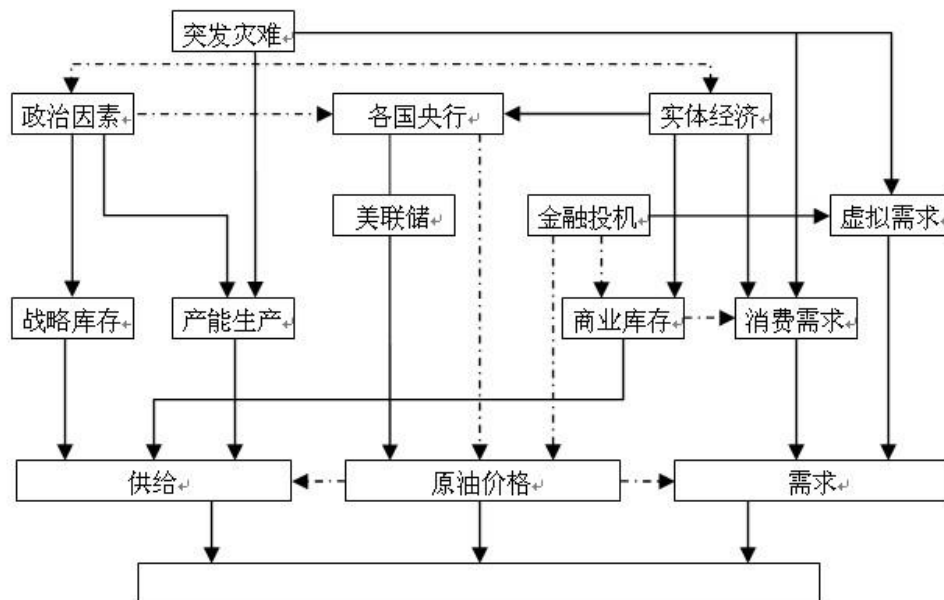 突发灾难↵
政治因素↵
各国央行↵
实体经济↵
美联储↵
金融投机↵
虚拟需求↵
战略库存↵
产能生产↵
商业库存↵
消费需求↵
供给↵
原油价格↵
需求↵